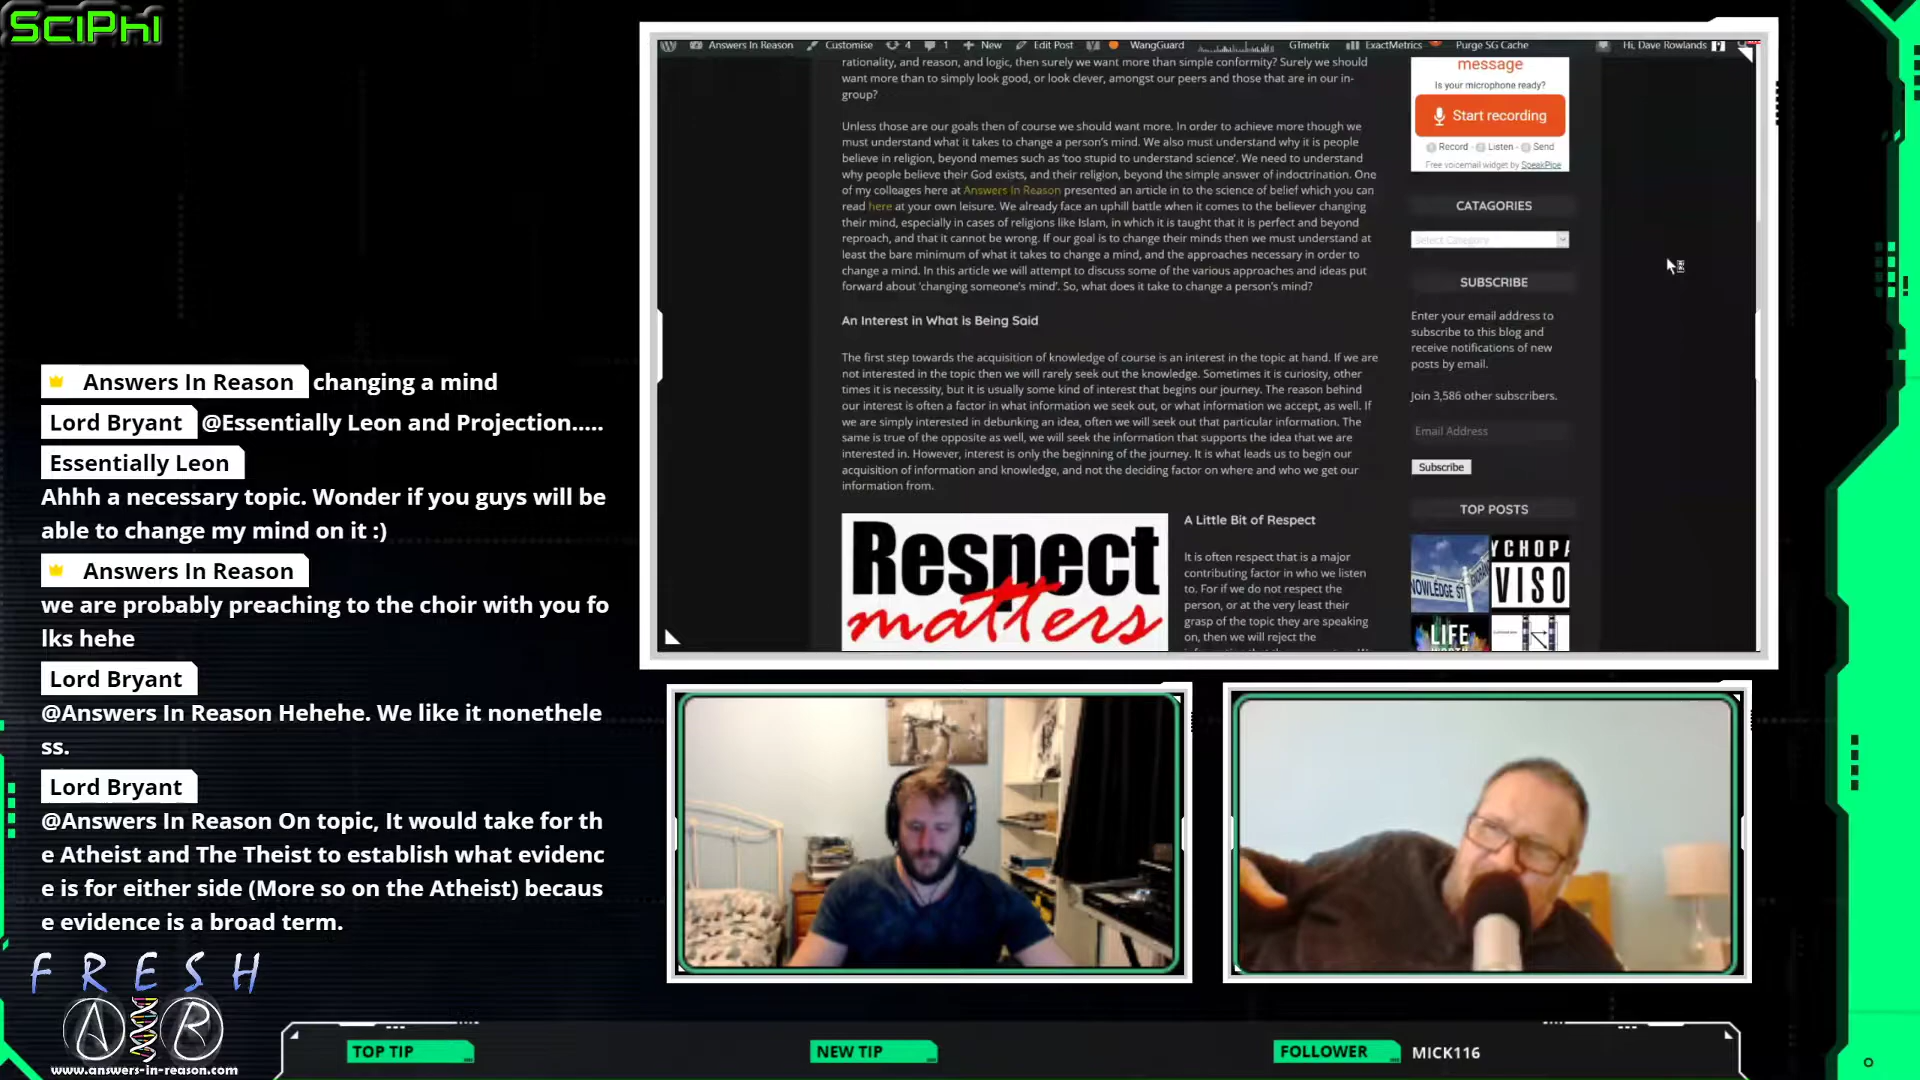 SCIPHI
Answers In Reason changing a mind
Lord Bryant @Essentially Leon and Projection.....
Essentially Leon
Ahhh a necessary topic. Wonder if you guys will be
able to change my mind on it :)
Answers In Reason
we are probably preaching to the choir with you fo
lks hehe
Lord Bryant
@Answers In Reason Hehehe. We like it nonethele
ss.
Lord Bryant
@Answers In Reason On topic, It would take for th
e Atheist and The Theist to establish what evidenc
e is for either side (More so on the Atheist) becaus
e evidence is a broad term.
FRESH
A R
www.answers-in-reason.com
Answers In Reason Customise 4 1 New Edit Post WangGuard GTmetrix ExactMetrics Purge SG Cache Hi, Dave Rowlands
rationality, and reason, and logic, then surely we want more than simple conformity? Surely we should
want more than to simply look good, or look clever, amongst our peers and those that are in our in-
group?
Unless those are our goals then of course we should want more. In order to achieve more though we
must understand what it takes to change a person's mind. We also must understand why it is people
believe in religion, beyond memes such as 'too stupid to understand science'. We need to understand
why people believe their God exists, and their religion, beyond the simple answer of indoctrination. One
of my colleages here at Answers In Reason presented an article in to the science of belief which you can
read here at your own leisure. We already face an uphill battle when it comes to the believer changing
their mind, especially in cases of religions like Islam, in which it is taught that it is perfect and beyond
reproach, and that it cannot be wrong. If our goal is to change their minds then we must understand at
least the bare minimum of what it takes to change a mind, and the approaches necessary in order to
change a mind. In this article we will attempt to discuss some of the various approaches and ideas put
forward about 'changing someone's mind'. So, what does it take to change a person's mind?
An Interest in What is Being Said
The first step towards the acquisition of knowledge of course is an interest in the topic at hand. If we are
not interested in the topic then we will rarely seek out the knowledge. Sometimes it is curiosity, other
times it is necessity, but it is usually some kind of interest that begins our journey. The reason behind
our interest is often a factor in what information we seek out, or what information we accept, as well. If
we are simply interested in debunking an idea, often we will seek out that particular information. The
same is true of the opposite as well, we will seek the information that supports the idea that we are
interested in. However, interest is only the beginning of the journey. It is what leads us to begin our
acquisition of information and knowledge, and not the deciding factor on where and who we get our
information from.
Respect
matters
A Little Bit of Respect
It is often respect that is a major
contributing factor in who we listen
to. For if we do not respect the
person, or at the very least their
grasp of the topic they are speaking
on, then we will reject the
message
Is your microphone ready?
Start recording
Record Listen Send
Free voicemail widget by SpeakPipe
CATAGORIES
Select Category
SUBSCRIBE
Enter your email address to
subscribe to this blog and
receive notifications of new
posts by email.
Join 3,586 other subscribers.
Email Address
Subscribe
TOP POSTS
NOWLEDGE ST
YCHOPA
VISO
LIFE
TOP TIP
NEW TIP
FOLLOWER MICK116